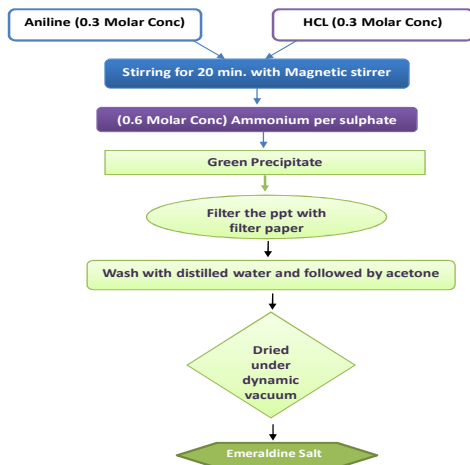 Aniline (0.3 Molar Conc)
HCL (0.3 Molar Conc)
Stirring for 20 min. with Magnetic stirrer
(0.6 Molar Conc) Ammonium per sulphate
Green Precipitate
Filter the ppt with
filter paper
Wash with distilled water and followed by acetone
Dried
under
dynamic
vacuum
Emeraldine Salt